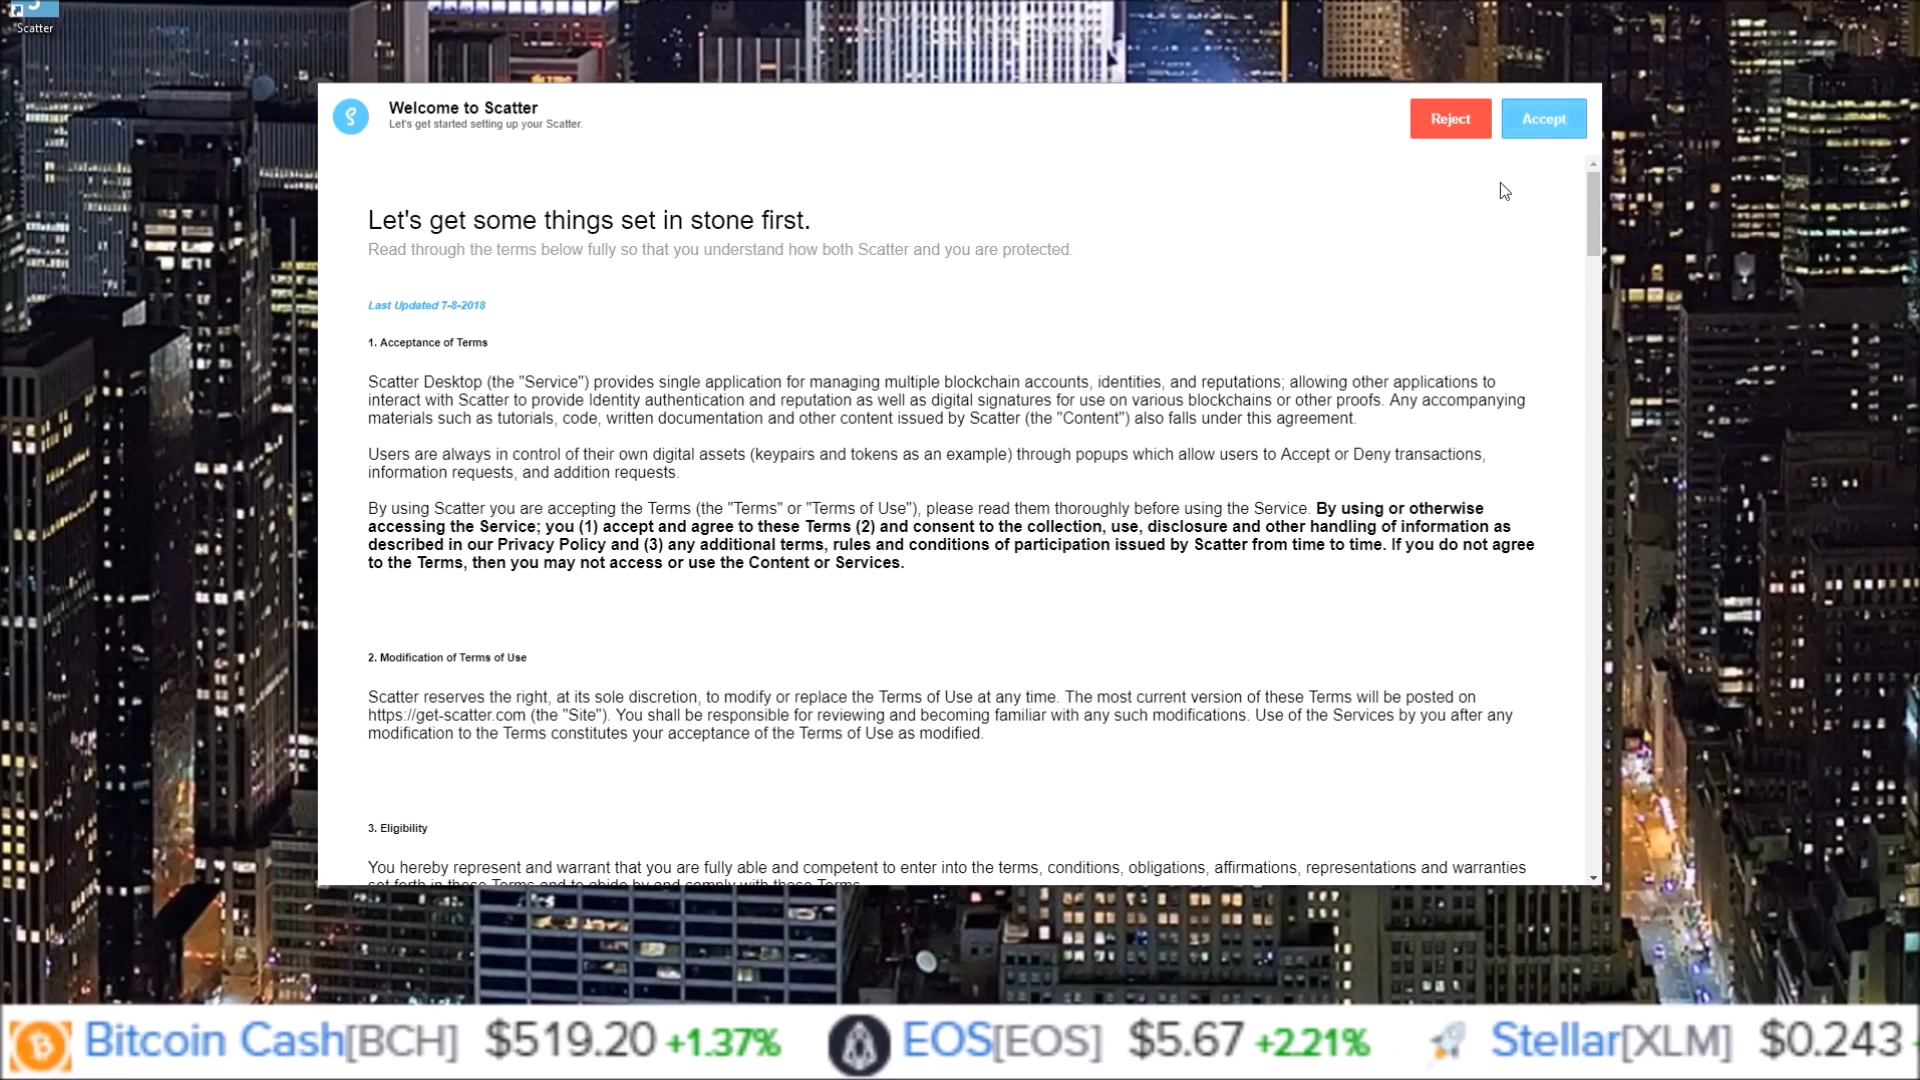 Scatter
Welcome to Scatter
Let's get started setting up your Scatter.
Reject
Accept
Let's get some things set in stone first.
Read through the terms below fully so that you understand how both Scatter and you are protected.
Last Updated 7-8-2018
1. Acceptance of Terms
Scatter Desktop (the "Service") provides single application for managing multiple blockchain accounts, identities, and reputations; allowing other applications to
interact with Scatter to provide Identity authentication and reputation as well as digital signatures for use on various blockchains or other proofs. Any accompanying
materials such as tutorials, code, written documentation and other content issued by Scatter (the "Content") also falls under this agreement.
Users are always in control of their own digital assets (keypairs and tokens as an example) through popups which allow users to Accept or Deny transactions,
information requests, and addition requests.
By using Scatter you are accepting the Terms (the "Terms" or "Terms of Use"), please read them thoroughly before using the Service. By using or otherwise
accessing the Service; you (1) accept and agree to these Terms (2) and consent to the collection, use, disclosure and other handling of information as
described in our Privacy Policy and (3) any additional terms, rules and conditions of participation issued by Scatter from time to time. If you do not agree
to the Terms, then you may not access or use the Content or Services.
2. Modification of Terms of Use
Scatter reserves the right, at its sole discretion, to modify or replace the Terms of Use at any time. The most current version of these Terms will be posted on
https://get-scatter.com (the "Site"). You shall be responsible for reviewing and becoming familiar with any such modifications. Use of the Services by you after any
modification to the Terms constitutes your acceptance of the Terms of Use as modified.
3. Eligibility
You hereby represent and warrant that you are fully able and competent to enter into the terms, conditions, obligations, affirmations, representations and warranties
set forth in these Terms and to abide by and comply with these Terms.
Bitcoin Cash[BCH] $519.20 +1.37% EOS[EOS] $5.67 +2.21% Stellar[XLM] $0.243